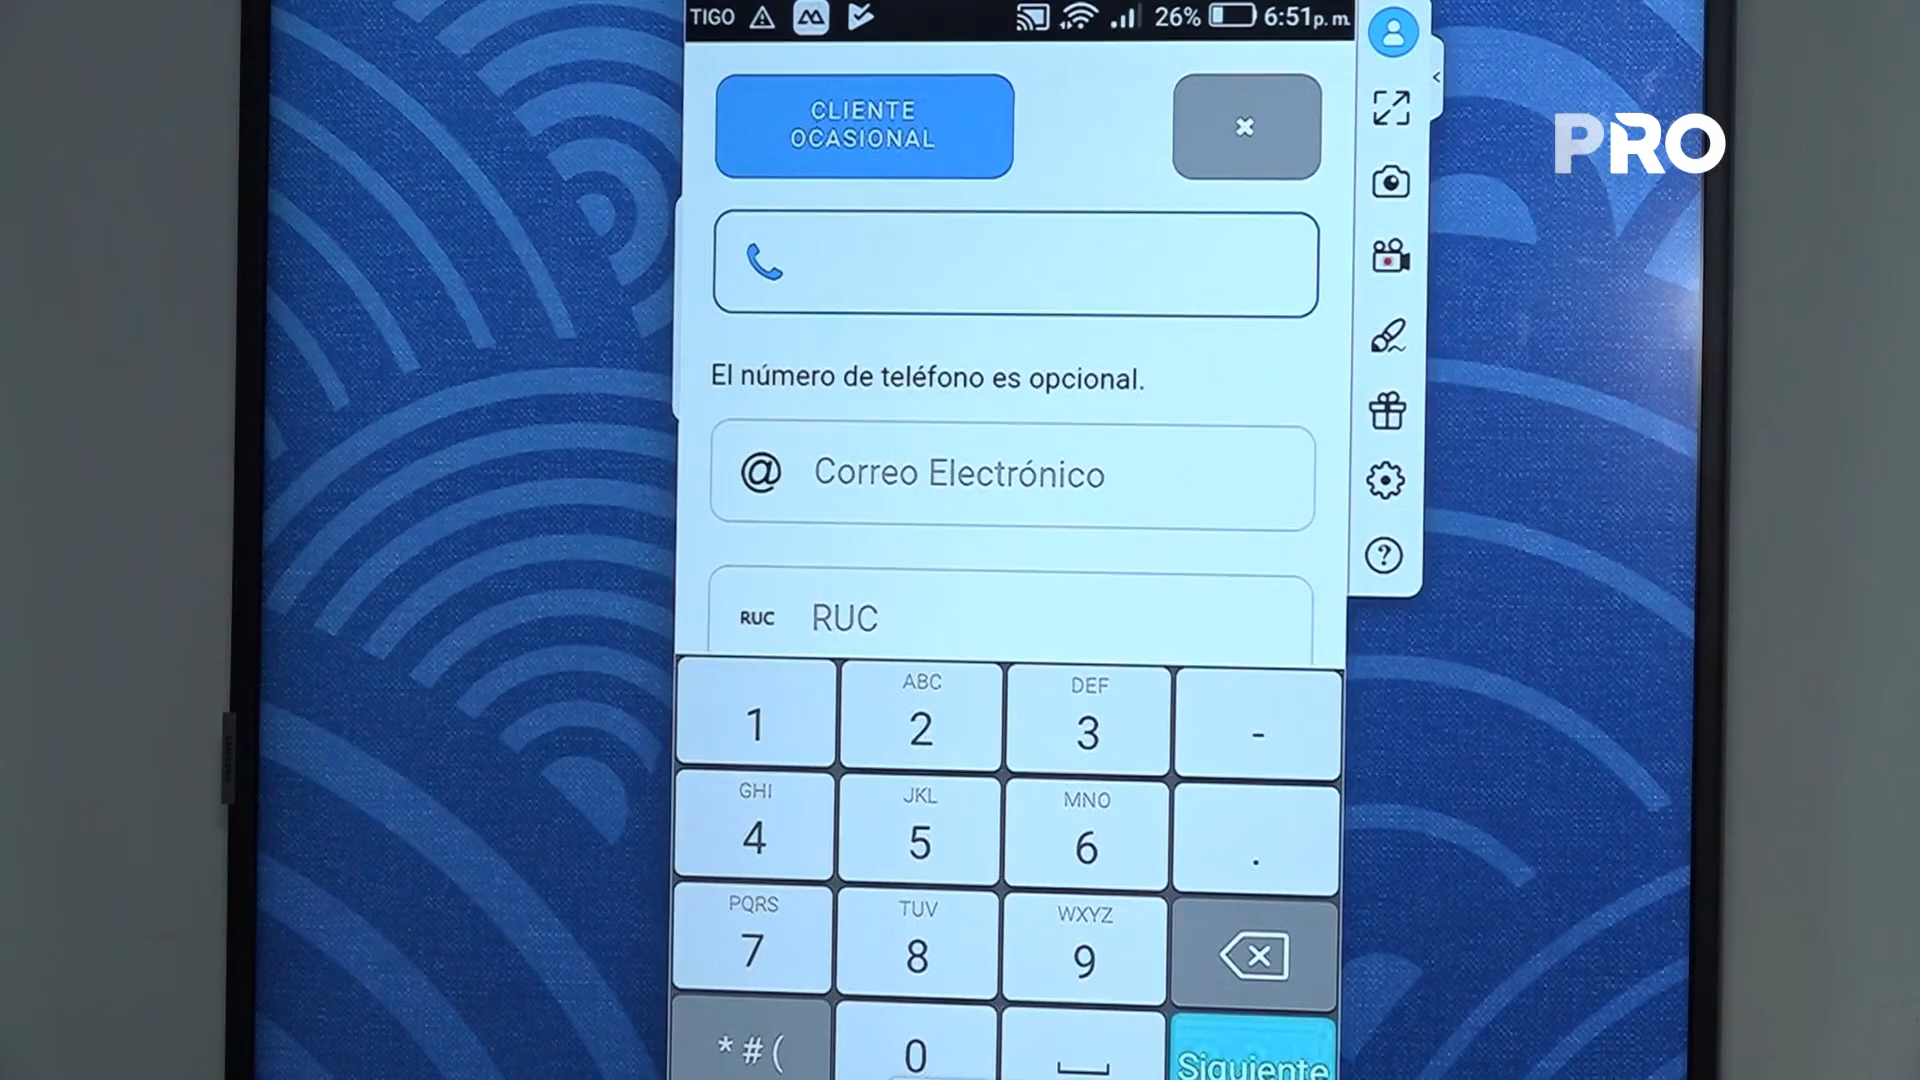 TIGO 26% 6:51p.m.
CLIENTE
OCASIONAL
PRO
El número de teléfono es opcional.
@ Correo Electrónico
RUC RUC
1
ABC
2
DEF
3
-
GHI
4
JKL
5
MNO
6
.
PQRS
7
TUV
8
WXYZ
9
*#(
0
Siguiente